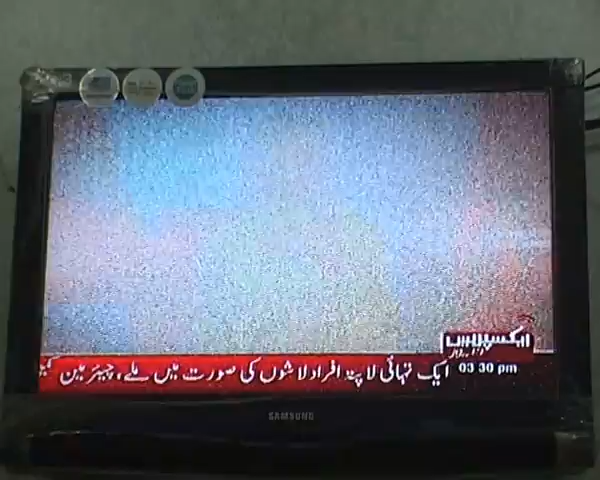 ایکسپریس
ایک تہائی لاپتہ افراد لاشوں کی صورت میں ملے، چیئرمین
03:30 pm
SAMSUNG